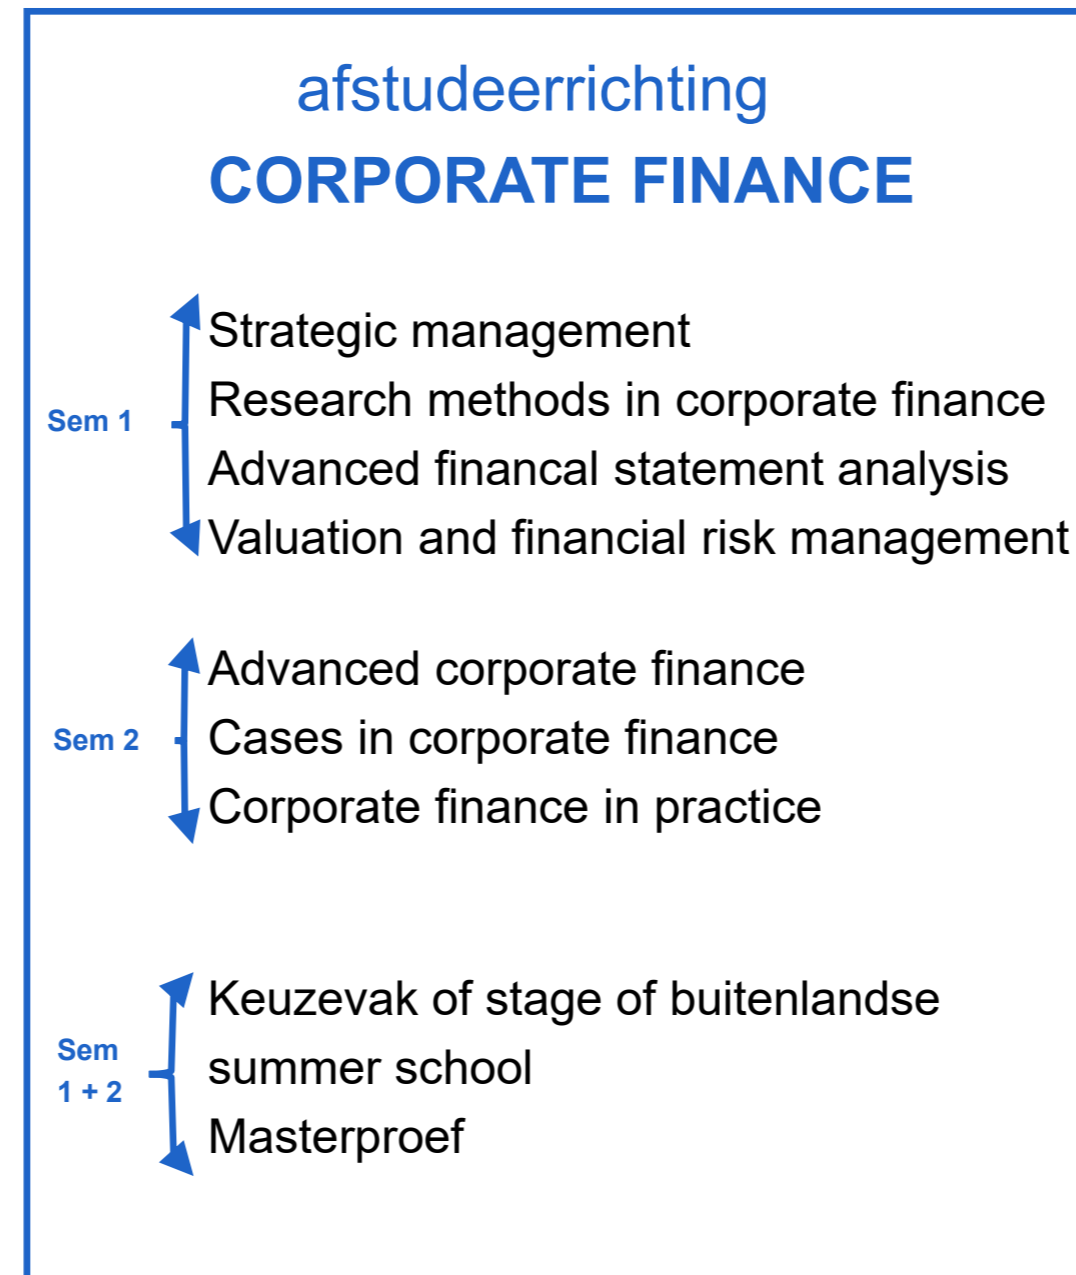 afstudeerrichting
CORPORATE FINANCE
Sem 1
Strategic management
Research methods in corporate finance
Advanced financal statement analysis
Valuation and financial risk management
Sem 2
Advanced corporate finance
Cases in corporate finance
Corporate finance in practice
Sem
1 + 2
Keuzevak of stage of buitenlandse
summer school
Masterproef